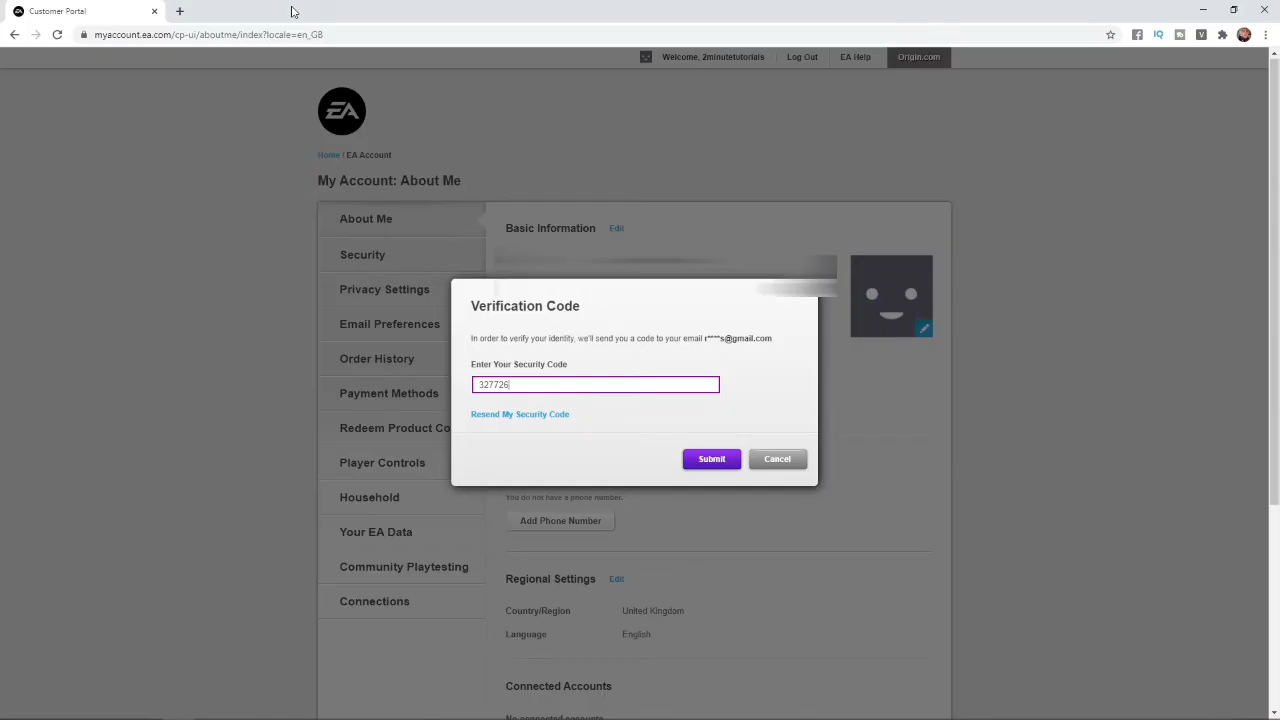 Customer Portal
myaccount.ea.com/cp-ui/aboutme/index?locale=en_GB
Welcome, 2minutetutorials
Log Out
EA Help
Origin.com
EA
Home / EA Account
My Account: About Me
About Me
Security
Privacy Settings
Email Preferences
Order History
Payment Methods
Redeem Product Co
Player Controls
Household
Your EA Data
Community Playtesting
Connections
Basic Information Edit
Verification Code
In order to verify your identity, we'll send you a code to your email r****s@gmail.com
Enter Your Security Code
327726
Resend My Security Code
Submit
Cancel
You do not have a phone number.
Add Phone Number
Regional Settings Edit
Country/Region United Kingdom
Language English
Connected Accounts
No connected accounts